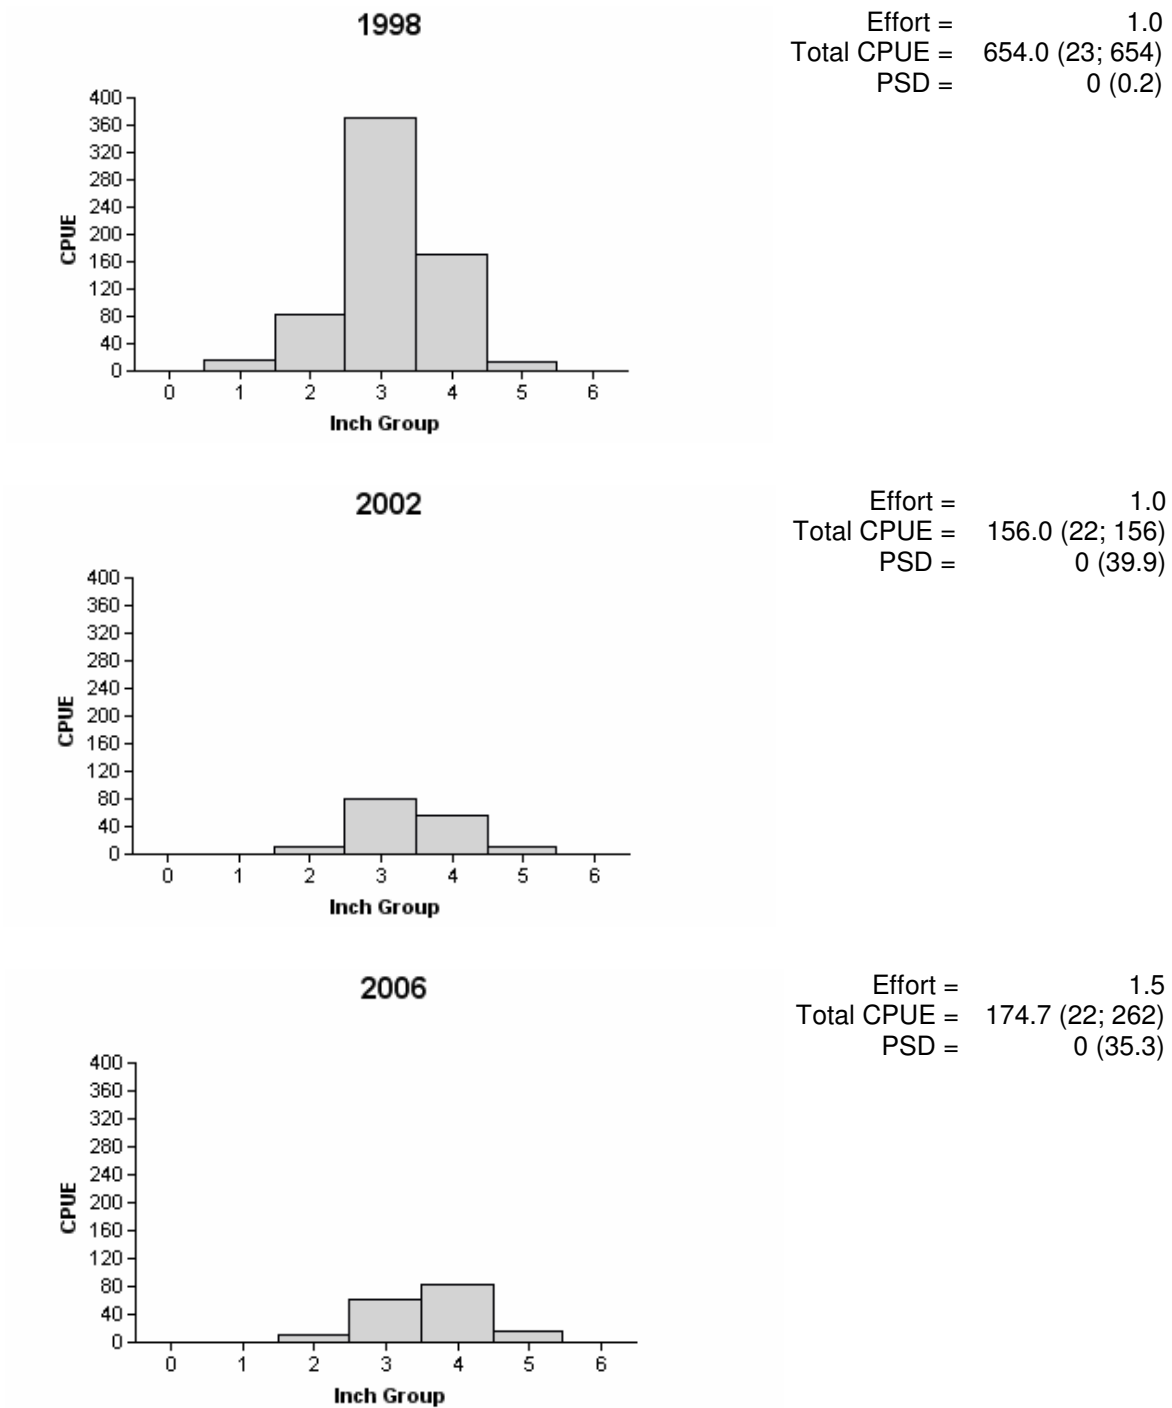 1998
Effort = 1.0
Total CPUE = 654.0 (23; 654)
PSD = 0 (0.2)
400
360
320
280
240
200
160
120
80
40
0
CPUE
0 1 2 3 4 5 6
Inch Group
2002
Effort = 1.0
Total CPUE = 156.0 (22; 156)
PSD = 0 (39.9)
400
360
320
280
240
200
160
120
80
40
0
CPUE
0 1 2 3 4 5 6
Inch Group
2006
Effort = 1.5
Total CPUE = 174.7 (22; 262)
PSD = 0 (35.3)
400
360
320
280
240
200
160
120
80
40
0
CPUE
0 1 2 3 4 5 6
Inch Group